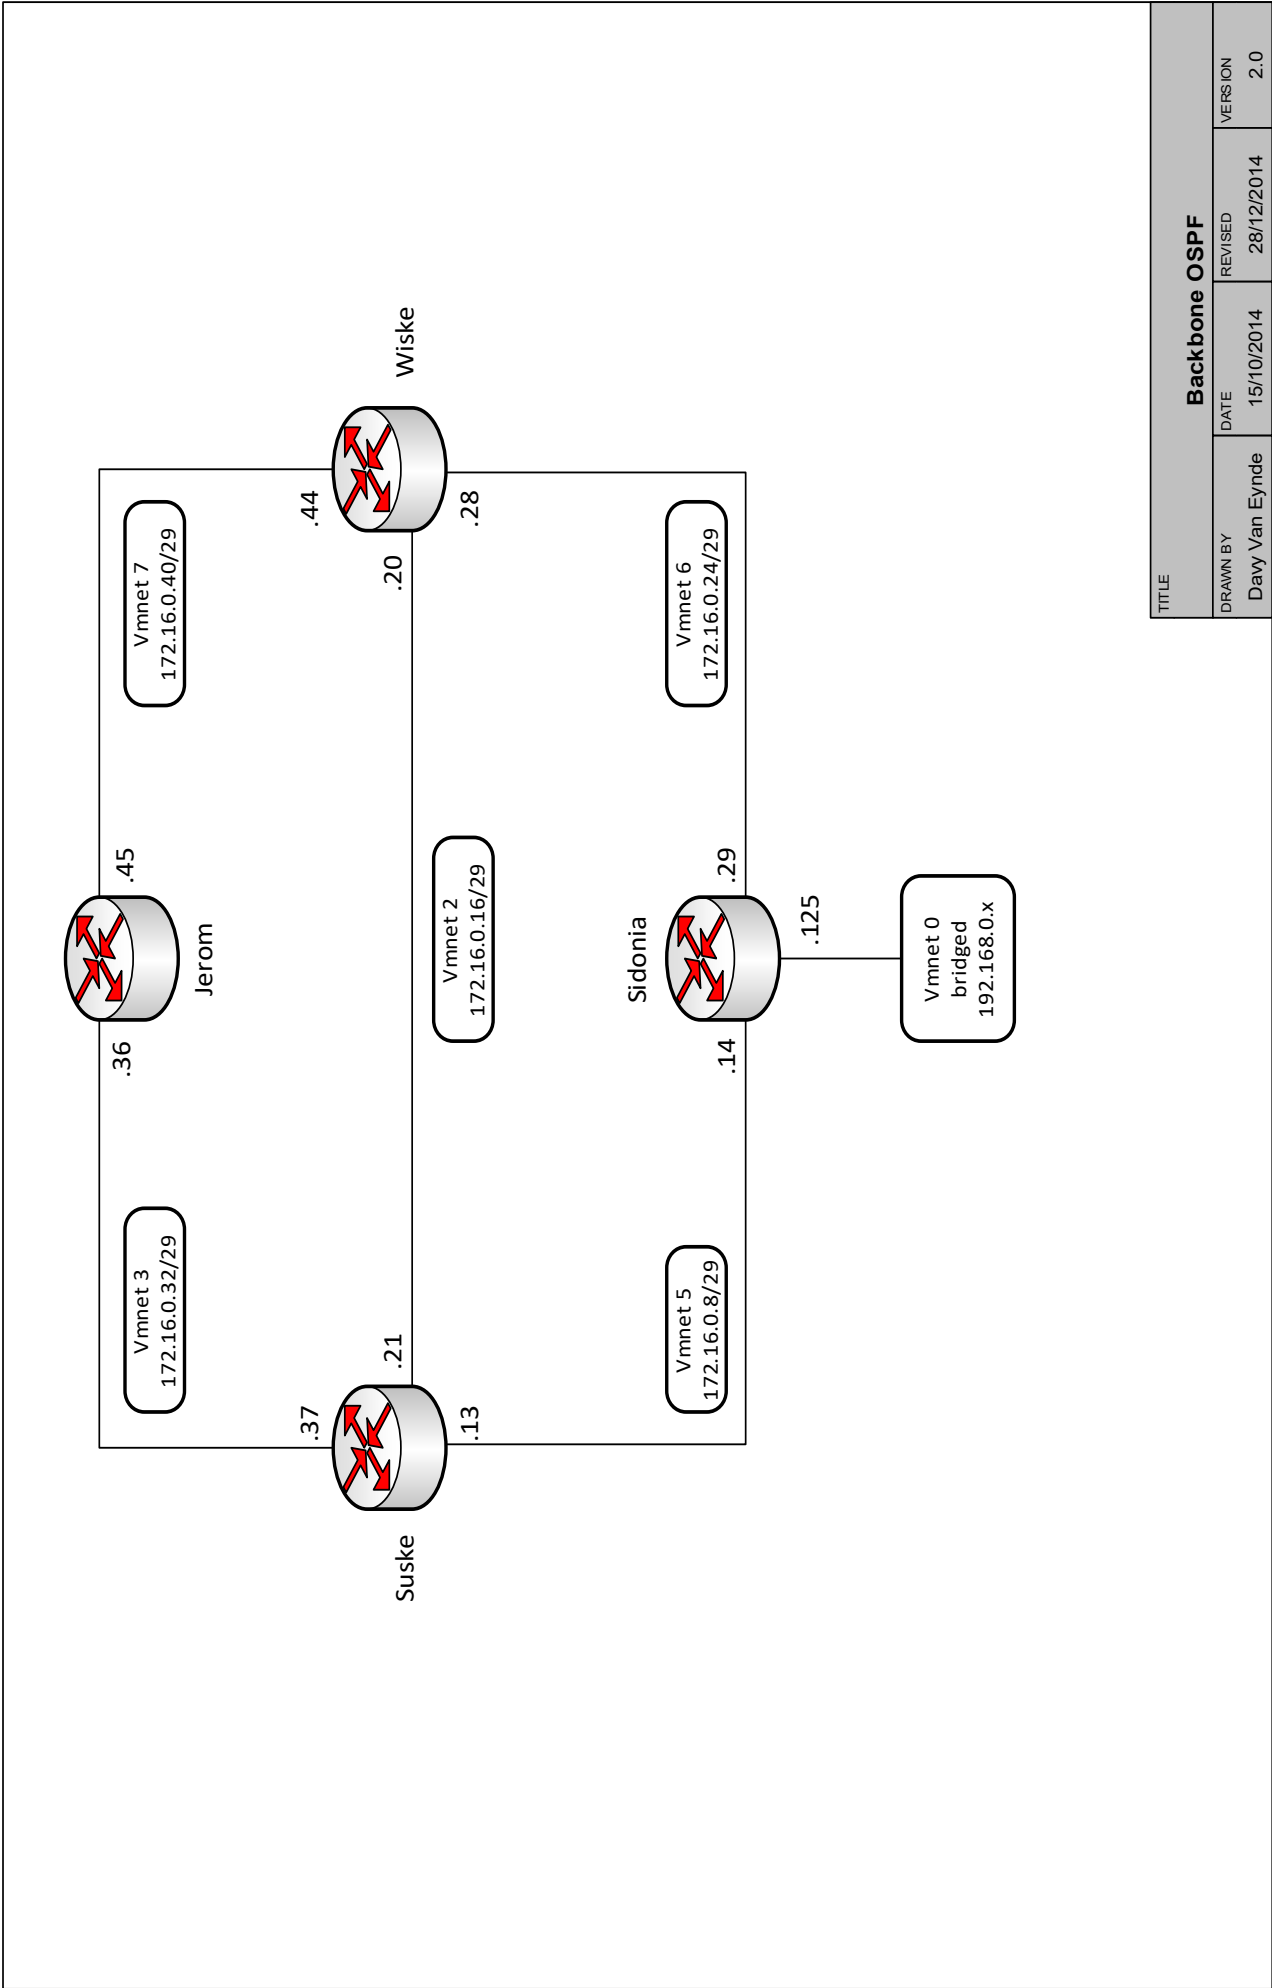 Jerom
.36
.45
Vmnet 3
172.16.0.32/29
Vmnet 7
172.16.0.40/29
.37
.44
Suske
.21
.20
Wiske
.13
.28
Vmnet 2
172.16.0.16/29
Sidonia
Vmnet 5
172.16.0.8/29
.14
.29
Vmnet 6
172.16.0.24/29
.125
Vmnet 0
bridged
192.168.0.x
TITLE
Backbone OSPF
DRAWN BY
DATE
REVISED
VERSION
Davy Van Eynde
15/10/2014
28/12/2014
2.0